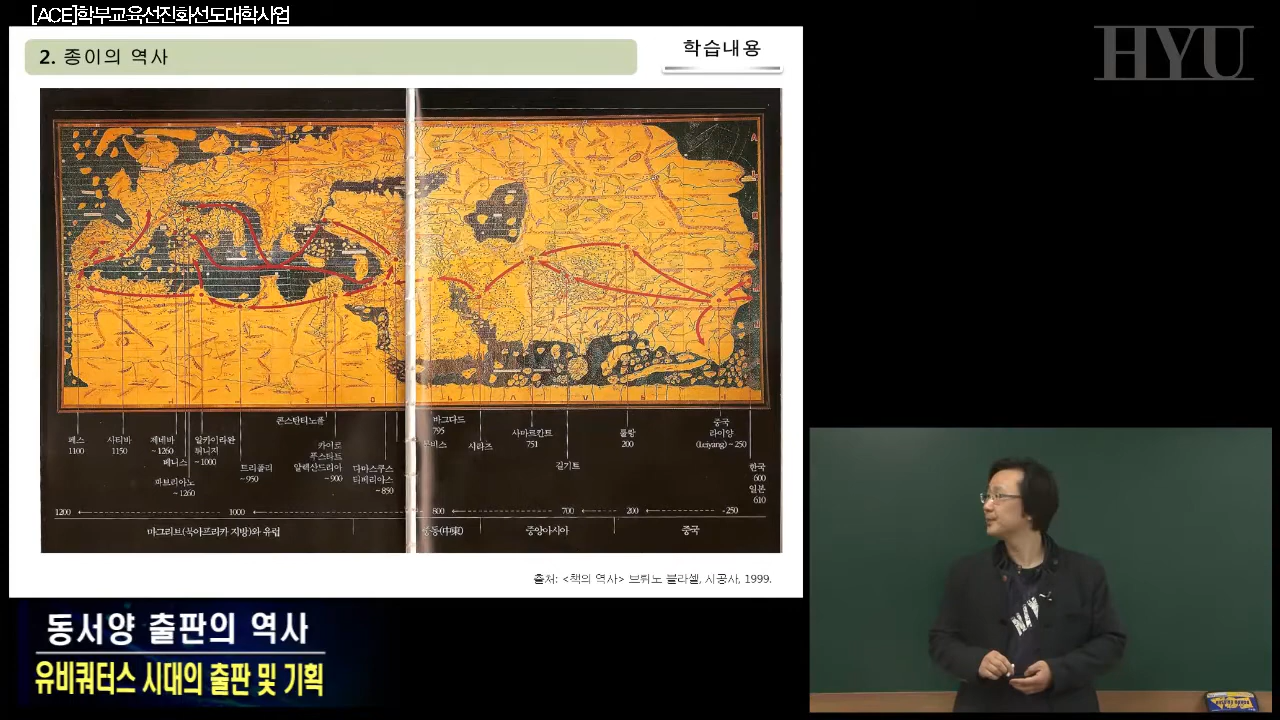 [ACE]학부교육선진화선도대학사업
2. 종이의 역사
학습내용
HYU
콘스탄티노플
바그다드
795
중국
라이양
(Leiyang) ~ 250
페스
1100
사티바
1150
제네바
~ 1260
알카이라완
튀니지
~ 1000
카이로
푸스타트
알렉산드리아
~ 900
시라즈
사마르칸트
751
툴랑
200
베니스
파브리아노
~ 1260
트리폴리
~ 950
다마스쿠스
티베리아스
~ 850
길기트
한국
600
일본
610
1200
1000
800
700
200
-250
마그리브(북아프리카 지방)와 유럽
중앙아시아
중국
출처: <책의 역사> 브뤼노 블라셀, 시공사, 1999.
동서양 출판의 역사
유비쿼터스 시대의 출판 및 기획